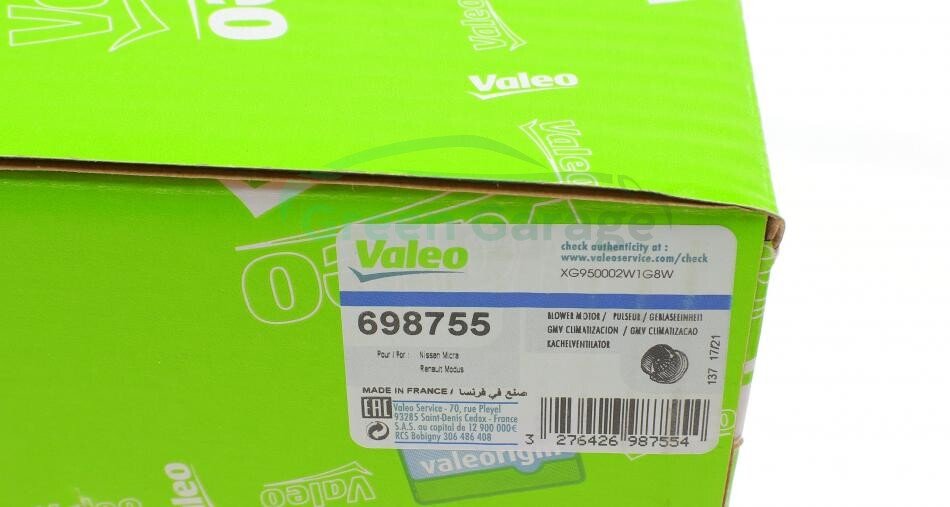 Valeo
Valeo
Valeo
Green Garage
Valeo
check authenticity at :
www.valeoservice.com/check
XG950002W1G8W
698755
BLOWER MOTOR / PULSEUR / GEBLASEEINHEIT
GMV CLIMATIZACION / GMV CLIMATIZACAO
KACHELVENTILATOR
Pour / For : Nissan Micra
Renault Modus
137 17/21
MADE IN FRANCE / صنع في فرنسا
EAC
Valeo Service - 70, rue Pleyel
93285 Saint-Denis Cedex - France
S.A.S. au capital de 12 900 000€
RCS Bobigny 306 486 408
3 276426 987554
valeorigin
Valeo